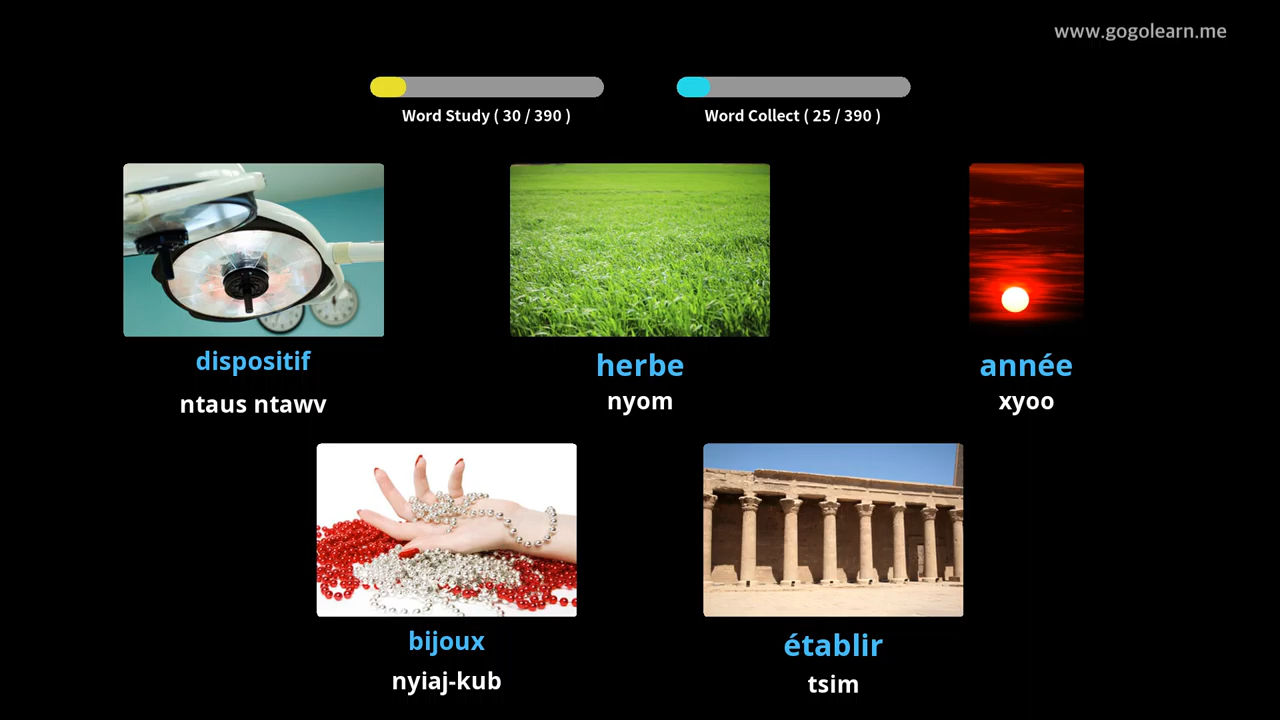 www.gogolearn.me
Word Study ( 30 / 390 )
Word Collect ( 25 / 390 )
dispositif
ntaus ntawv
herbe
nyom
année
xyoo
bijoux
nyiaj-kub
établir
tsim